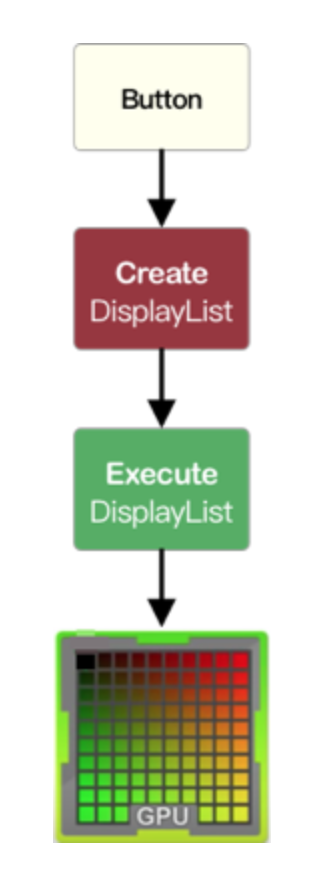 Button
Create
DisplayList
Execute
DisplayList
GPU